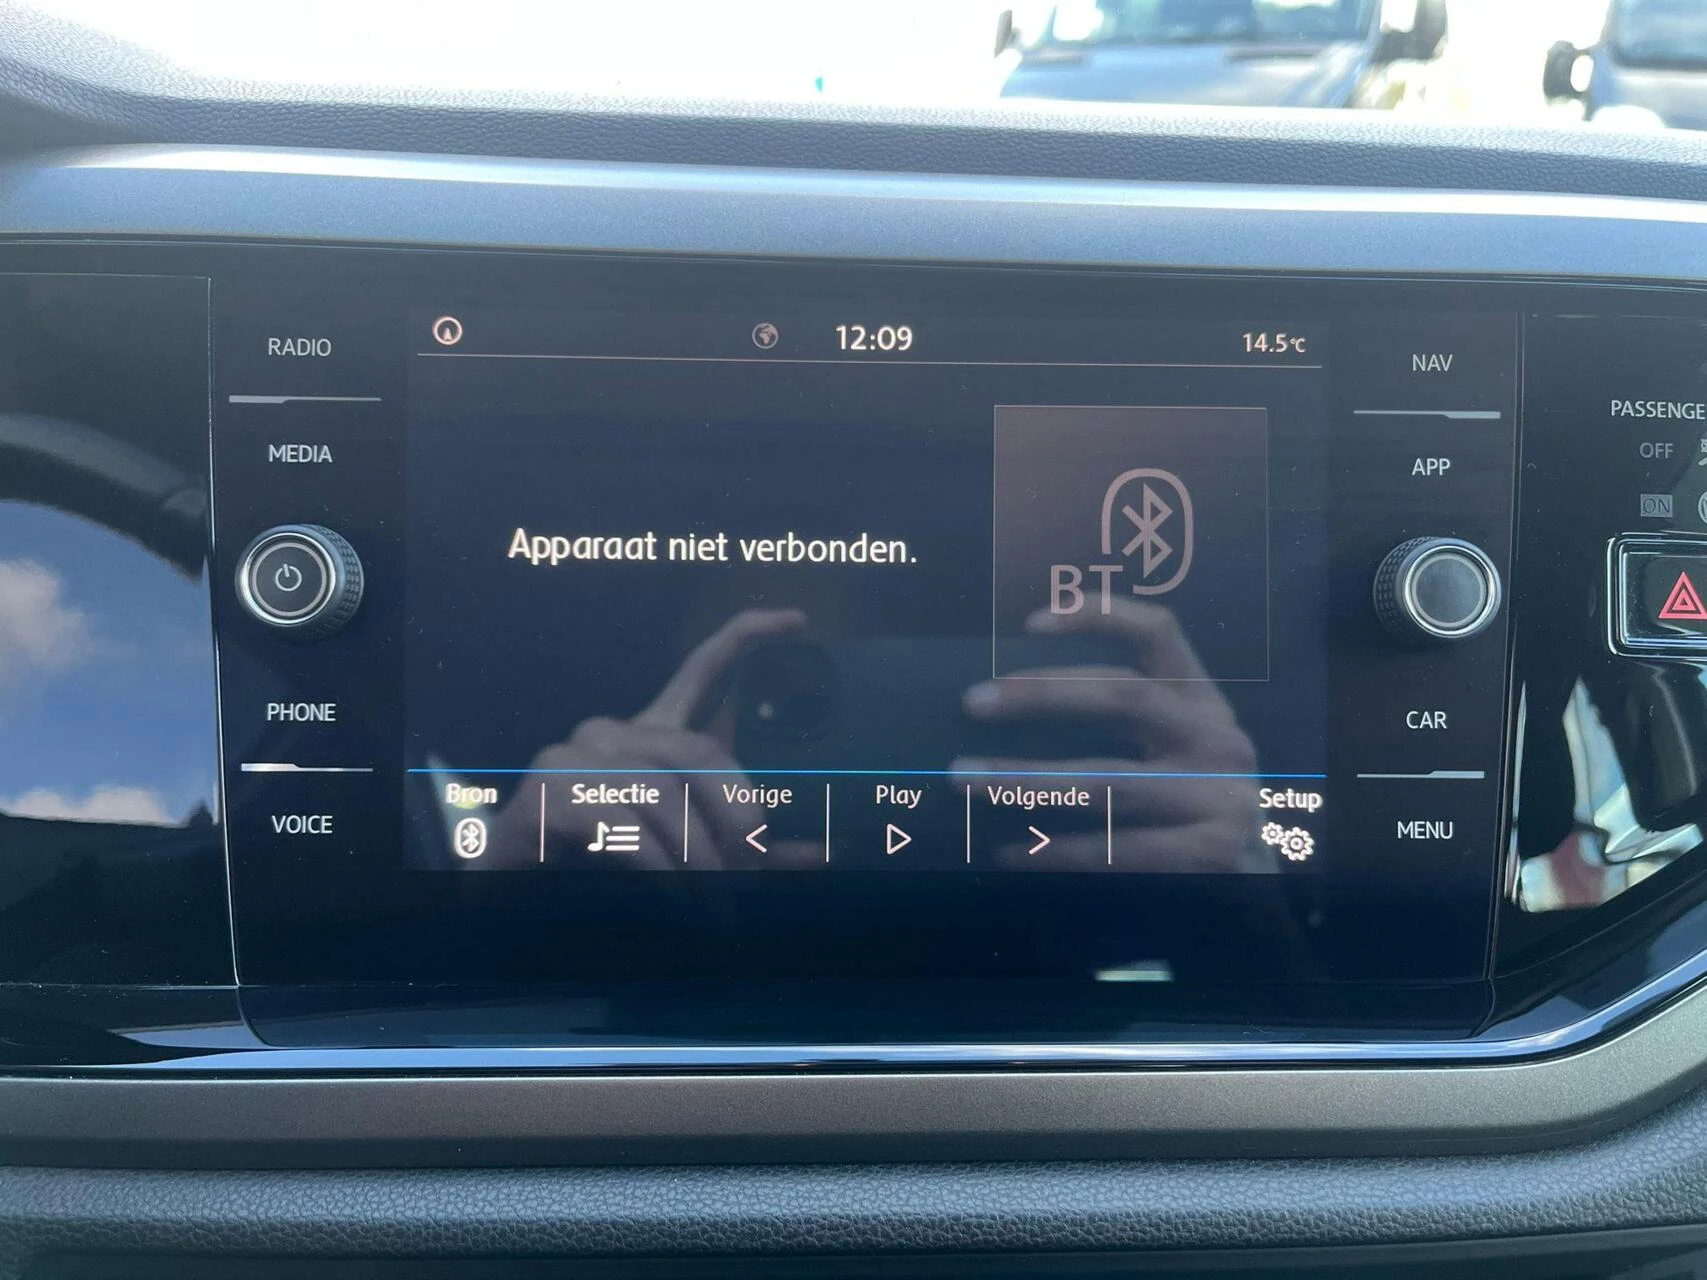 RADIO
MEDIA
PHONE
VOICE
12:09
14.5°C
Apparaat niet verbonden.
BT
Bron
Selectie
Vorige
Play
Volgende
Setup
NAV
APP
CAR
MENU
PASSENGE
OFF
ON